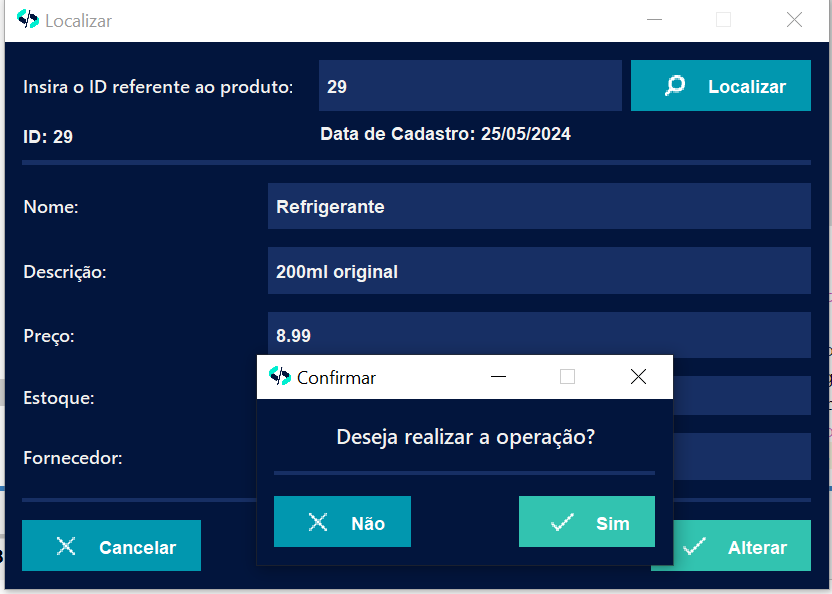 Localizar
Insira o ID referente ao produto: 29 Localizar
ID: 29 Data de Cadastro: 25/05/2024
Nome: Refrigerante
Descrição: 200ml original
Preço: 8.99
Confirmar
Estoque:
Deseja realizar a operação?
Fornecedor:
Não Sim
Cancelar Alterar